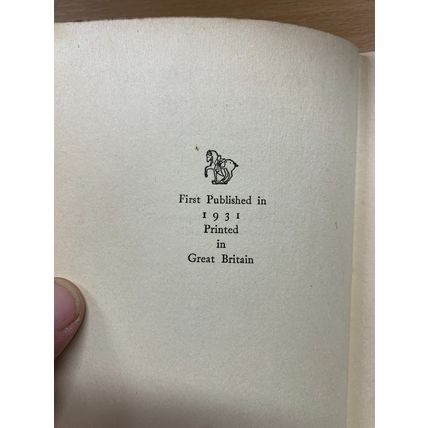 First Published in
1931
Printed
in
Great Britain